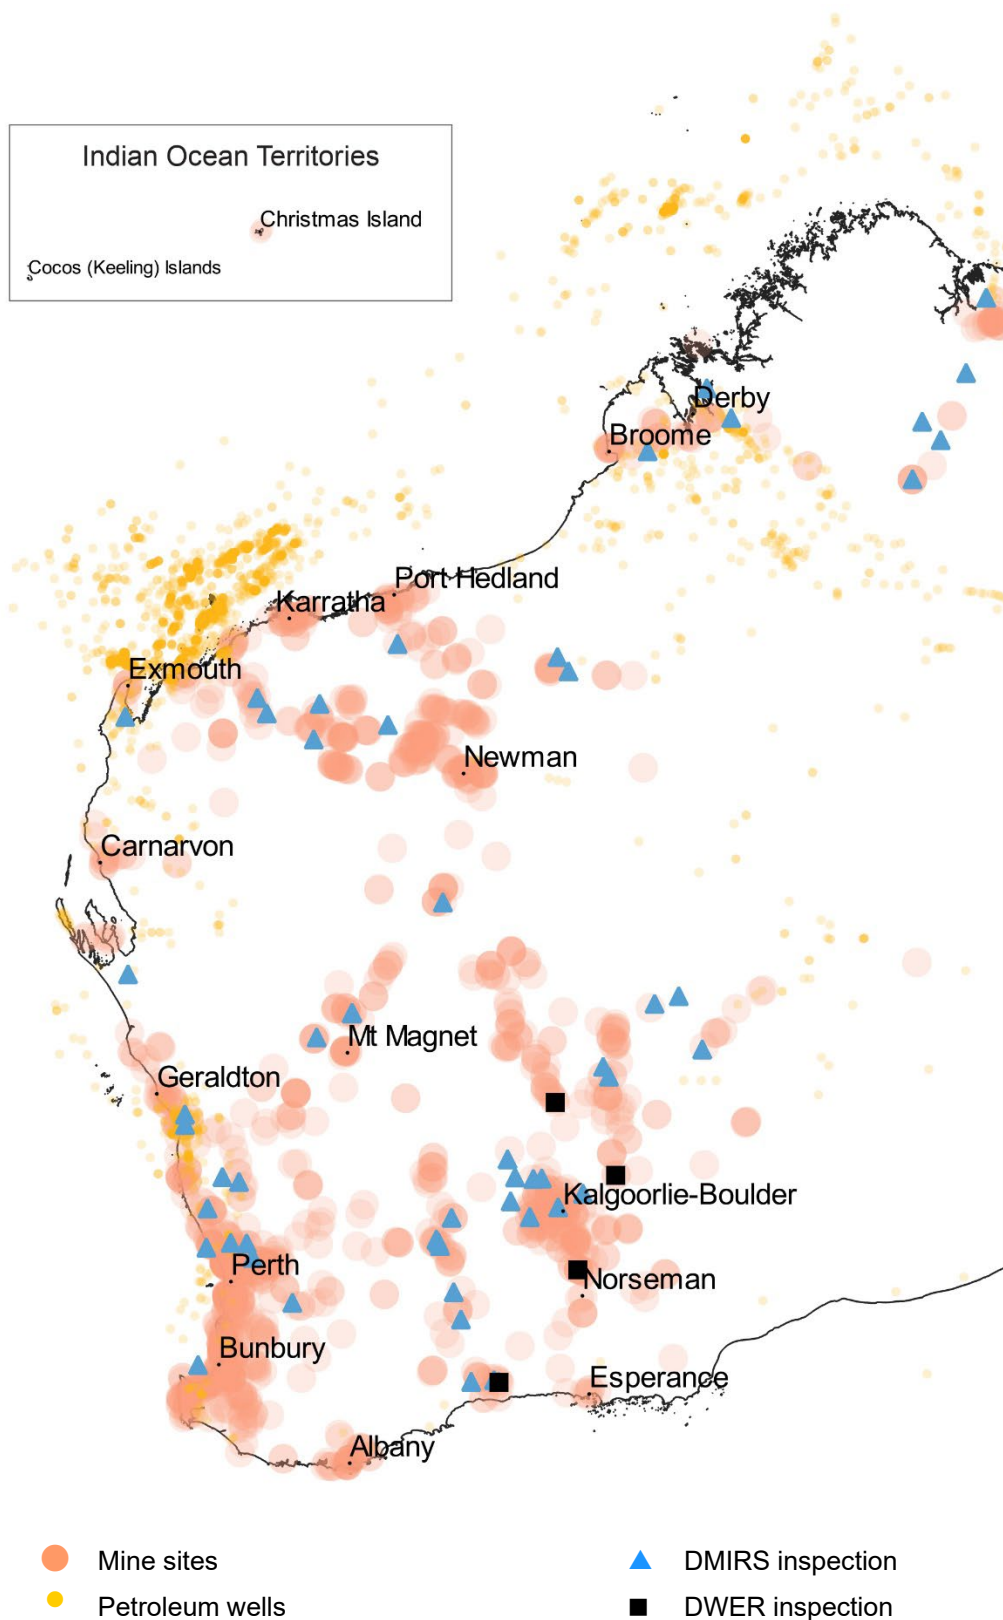 Indian Ocean Territories
Christmas Island
Cocos (Keeling) Islands
Derby
Broome
Port Hedland
Karratha
Exmouth
Newman
Carnarvon
Mt Magnet
Geraldton
Kalgoorlie-Boulder
Perth
Norseman
Bunbury
Esperance
Albany
Mine sites
DMIRS inspection
Petroleum wells
DWER inspection